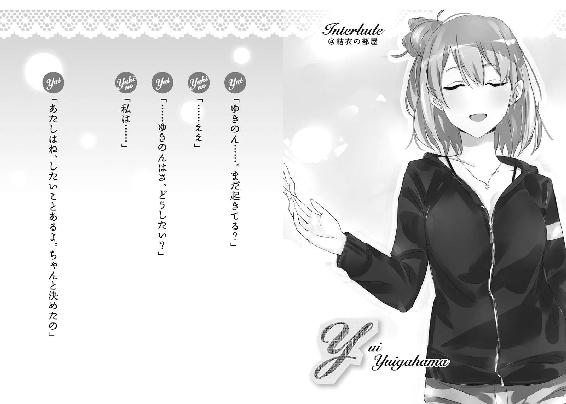 Interlude
@結衣の部屋
Yui
Yuigahama
Yui
「ゆきのん……、まだ起きてる？」
Yukino
「……ええ」
Yui
「……ゆきのんはさ、どうしたい？」
Yukino
「私は……」
Yui
「あたしはね、したいことあるよ。ちゃんと決めたの」